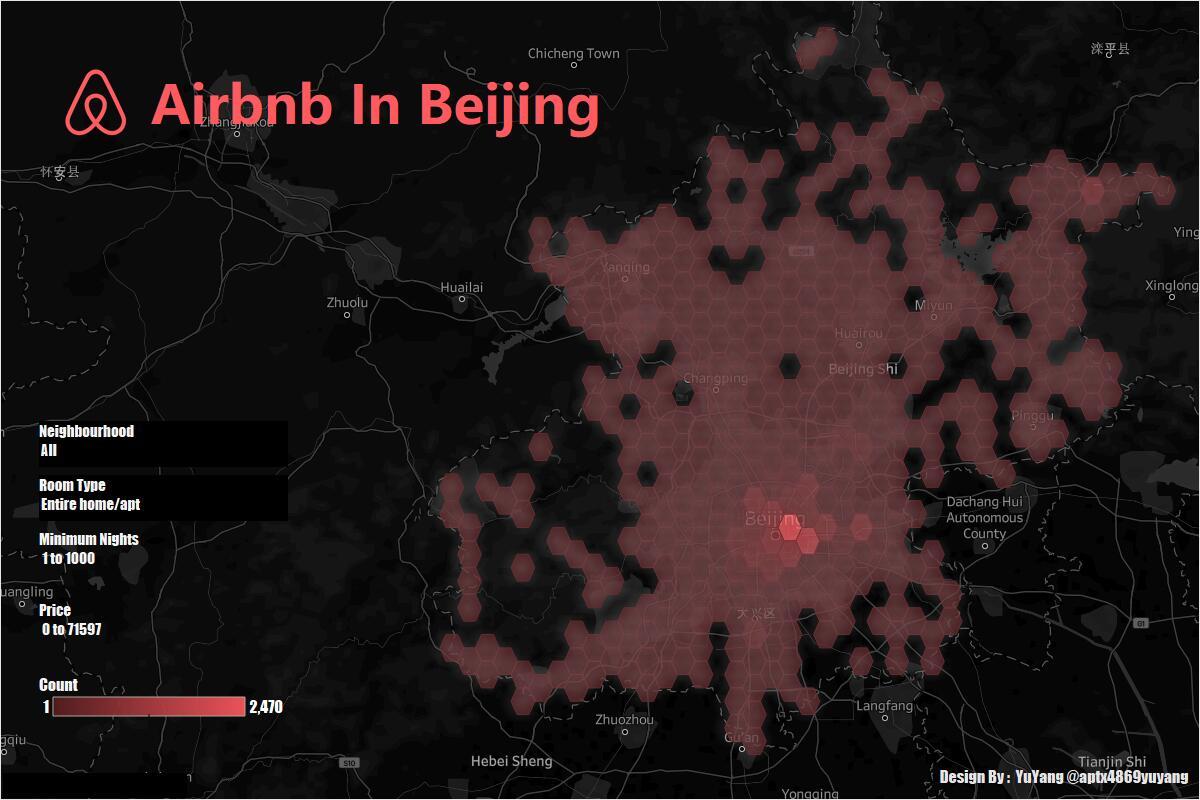 Chicheng Town
滦平县
Airbnb In Beijing
Zhangjiakou
怀安县
Ying
Yanqing
Xinglong
Huailai
Zhuolu
Miyun
Huairou
Beijing Shi
Changping
Pinggu
Neighbourhood
All
Room Type
Entire home/apt
Dachang Hui
Autonomous
County
Beijing
Minimum Nights
1 to 1000
uangling
Price
0 to 71597
大兴区
G1
Count
1
2,470
Langfang
Zhuozhou
Gu'an
gqiu
S10
Hebei Sheng
Tianjin Shi
Design By : YuYang @aptx4869yuyang
Yongqing